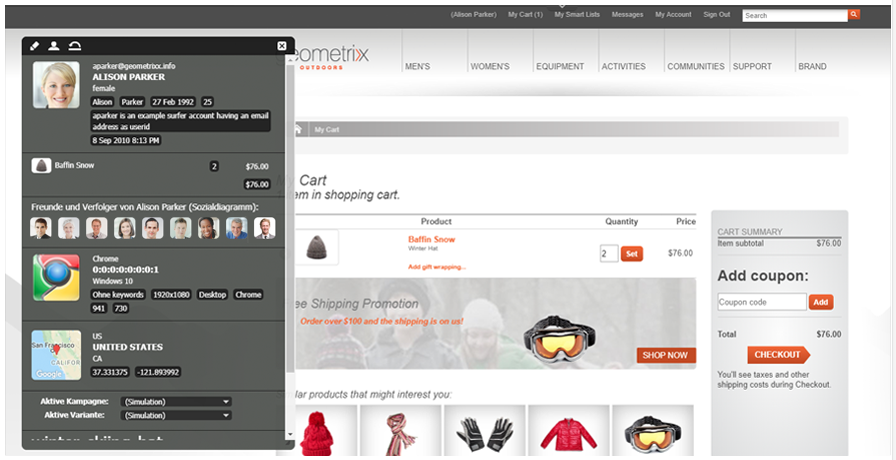 (Alison Parker) My Cart (1) My Smart Lists Messages My Account Sign Out Search
geometrixx
OUTDOORS
MEN'S WOMEN'S EQUIPMENT ACTIVITIES COMMUNITIES SUPPORT BRAND
aparker@geometrixx.info
ALISON PARKER
female
Alison Parker 27 Feb 1992 25
aparker is an example surfer account having an email
address as userid
8 Sep 2010 8:13 PM
Baffin Snow 2 $76.00
$76.00
Freunde und Verfolger von Alison Parker (Sozialdiagramm):
Chrome
0:0:0:0:0:0:0:1
Windows 10
Ohne keywords 1920x1080 Desktop Chrome
941 730
San Francisco
CALIFOR
Google
US
UNITED STATES
CA
37.331375 -121.893992
Aktive Kampagne: (Simulation)
Aktive Variante: (Simulation)
winter skiing hat
My Cart
My Cart
item in shopping cart.
Product Quantity Price
Baffin Snow
Winter Hat
Add gift wrapping...
2 Set $76.00
ee Shipping Promotion
Order over $100 and the shipping is on us!
SHOP NOW
lar products that might interest you:
CART SUMMARY
Item subtotal $76.00
Add coupon:
Coupon code Add
Total $76.00
CHECKOUT
You'll see taxes and other
shipping costs during Checkout.